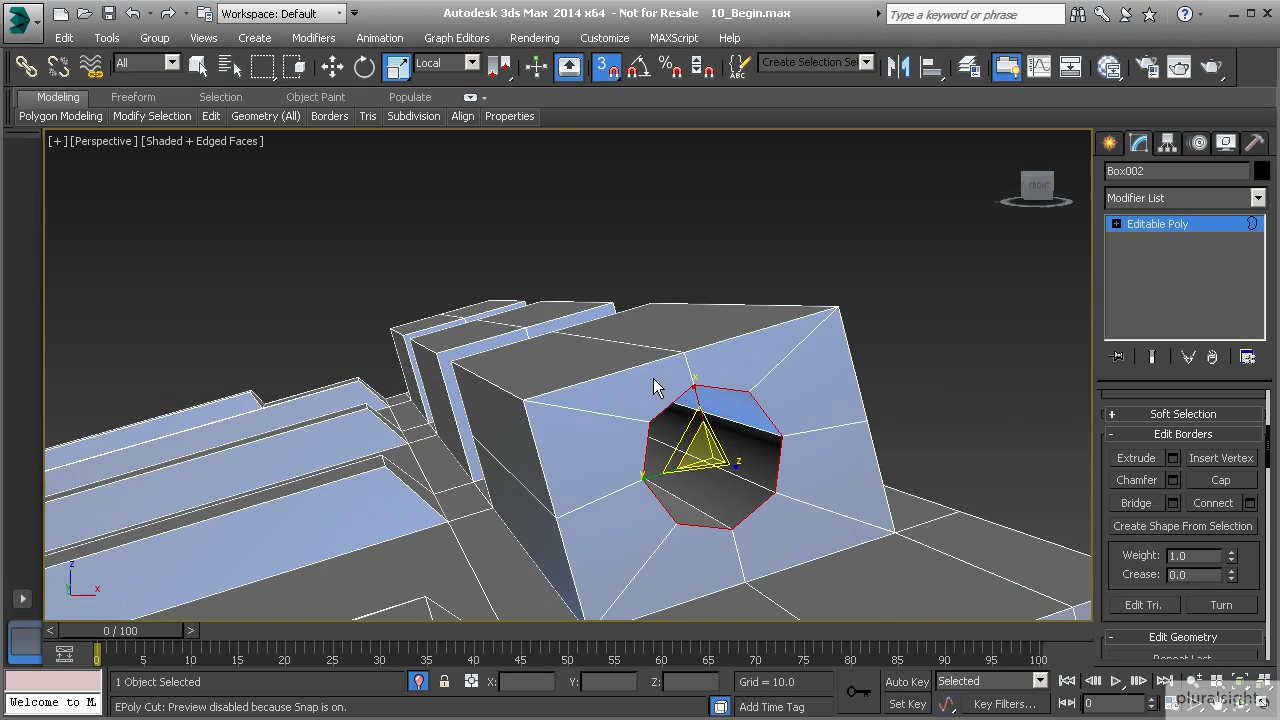 Workspace: Default
Autodesk 3ds Max 2014 x64 - Not for Resale 10_Begin.max
Type a keyword or phrase
Edit Tools Group Views Create Modifiers Animation Graph Editors Rendering Customize MAXScript Help
All Local 3 Create Selection Se
Modeling Freeform Selection Object Paint Populate
Polygon Modeling Modify Selection Edit Geometry (All) Borders Tris Subdivision Align Properties
[+] [Perspective] [Shaded + Edged Faces]
FRONT
Box002
Modifier List
Editable Poly
x
y
z
Soft Selection
Edit Borders
Extrude Insert Vertex
Chamfer Cap
Bridge Connect
Create Shape From Selection
Weight: 1.0
Crease: 0.0
Edit Tri. Turn
Edit Geometry
Repeat Last
z
y x
< 0 / 100 >
0 5 10 15 20 25 30 35 40 45 50 55 60 65 70 75 80 85 90 95 100
1 Object Selected X: Y: Z: Grid = 10.0 Auto Key Selected
Welcome to M EPoly Cut: Preview disabled because Snap is on. Add Time Tag Set Key Key Filters... 0
pluralsight